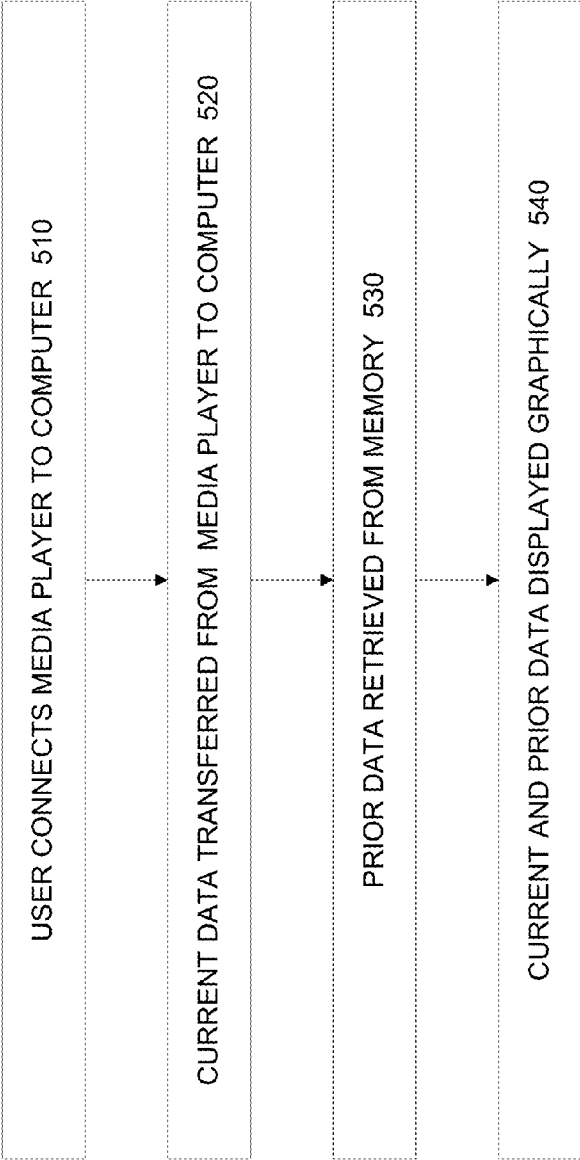 USER CONNECTS MEDIA PLAYER TO COMPUTER 510
CURRENT DATA TRANSFERRED FROM MEDIA PLAYER TO COMPUTER 520
PRIOR DATA RETRIEVED FROM MEMORY 530
CURRENT AND PRIOR DATA DISPLAYED GRAPHICALLY 540